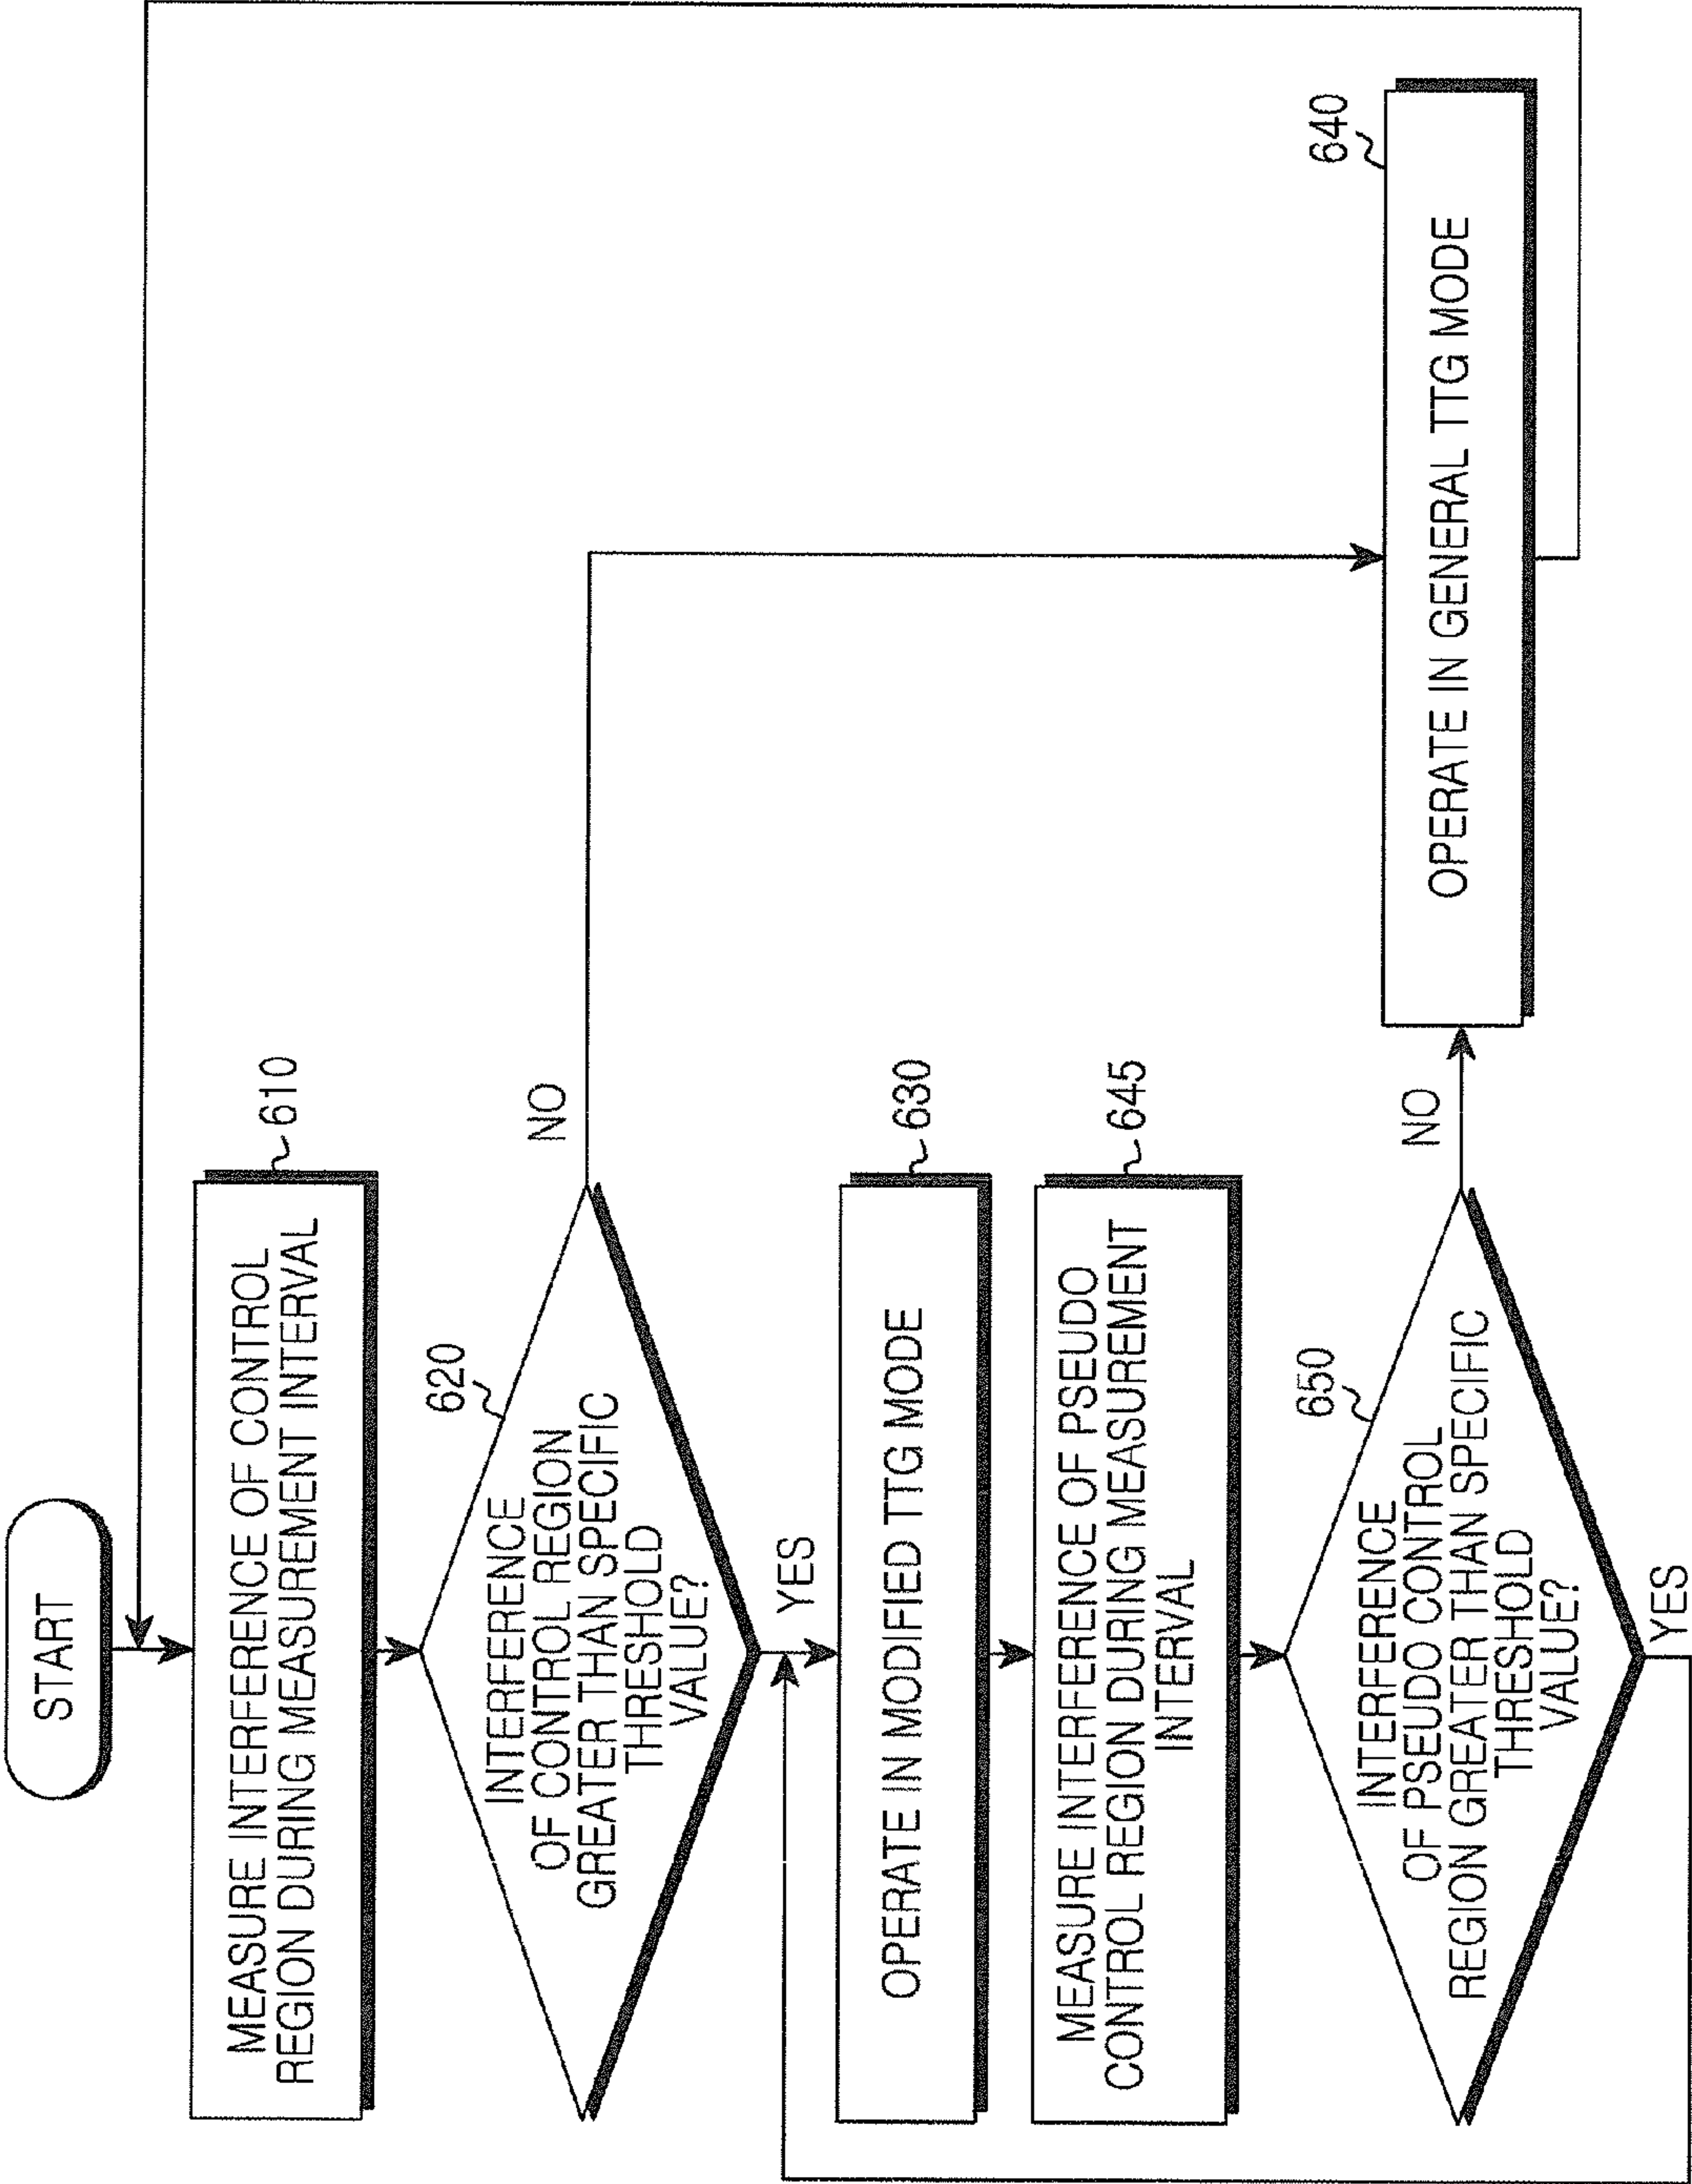 START
MEASURE INTERFERENCE OF CONTROL
REGION DURING MEASUREMENT INTERVAL
610
620
INTERFERENCE
OF CONTROL REGION
GREATER THAN SPECIFIC
THRESHOLD
VALUE?
NO
YES
OPERATE IN MODIFIED TTG MODE
630
MEASURE INTERFERENCE OF PSEUDO
CONTROL REGION DURING MEASUREMENT
INTERVAL
645
650
INTERFERENCE
OF PSEUDO CONTROL
REGION GREATER THAN SPECIFIC
THRESHOLD
VALUE?
NO
YES
640
OPERATE IN GENERAL TTG MODE